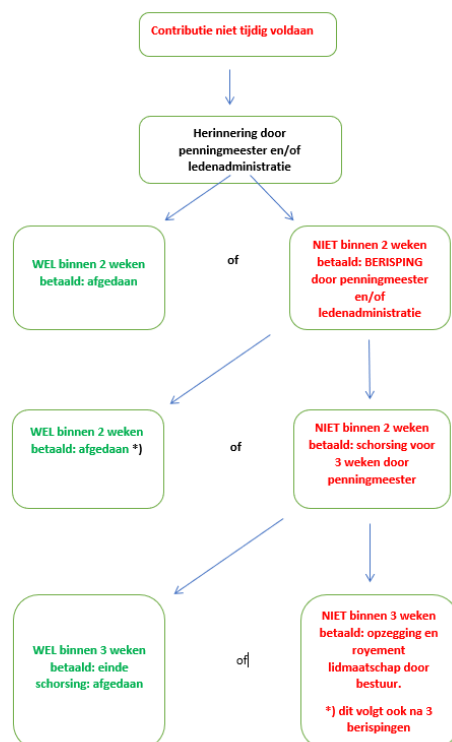 Contributie niet tijdig voldaan
Herinnering door
penningmeester en/of
ledenadministratie
WEL binnen 2 weken
betaald: afgedaan
of
NIET binnen 2 weken
betaald: BERISPING
door penningmeester
en/of
ledenadministratie
WEL binnen 2 weken
betaald: afgedaan *)
of
NIET binnen 2 weken
betaald: schorsing voor
3 weken door
penningmeester
WEL binnen 3 weken
betaald: einde
schorsing: afgedaan
of
NIET binnen 3 weken
betaald: opzegging en
royement
lidmaatschap door
bestuur.
*) dit volgt ook na 3
berispingen